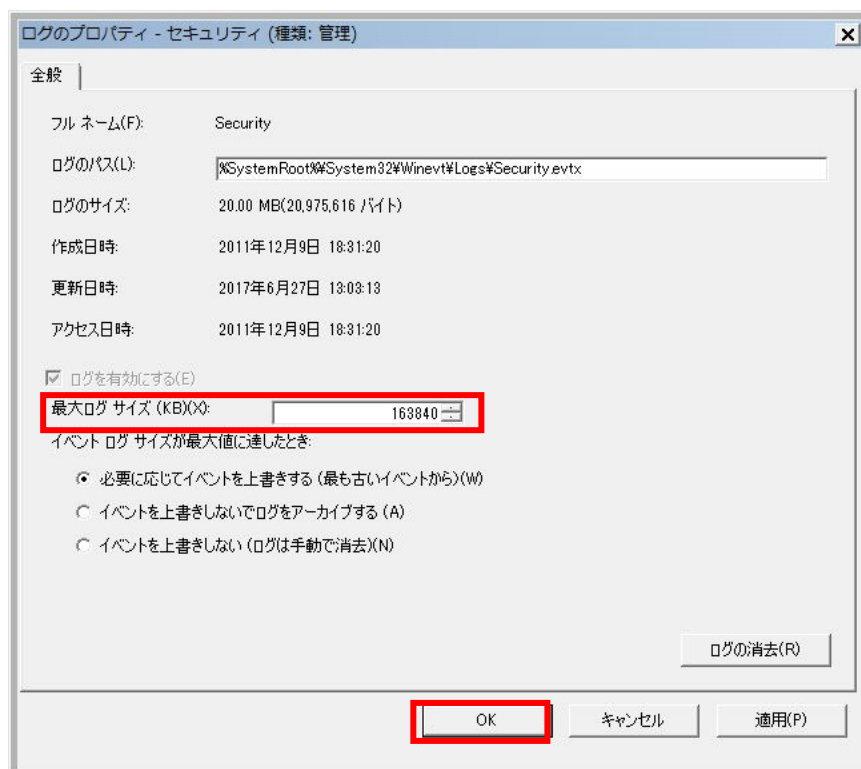 ログのプロパティ - セキュリティ (種類: 管理)
全般
フル ネーム(F): Security
ログのパス(L): %SystemRoot%¥System32¥Winevt¥Logs¥Security.evtx
ログのサイズ: 20.00 MB(20,975,616 バイト)
作成日時: 2011年12月9日 18:31:20
更新日時: 2017年6月27日 13:03:13
アクセス日時: 2011年12月9日 18:31:20
ログを有効にする(E)
最大ログ サイズ (KB)(X): 163840
イベント ログ サイズが最大値に達したとき:
必要に応じてイベントを上書きする (最も古いイベントから)(W)
イベントを上書きしないでログをアーカイブする (A)
イベントを上書きしない (ログは手動で消去)(N)
ログの消去(R)
OK キャンセル 適用(P)